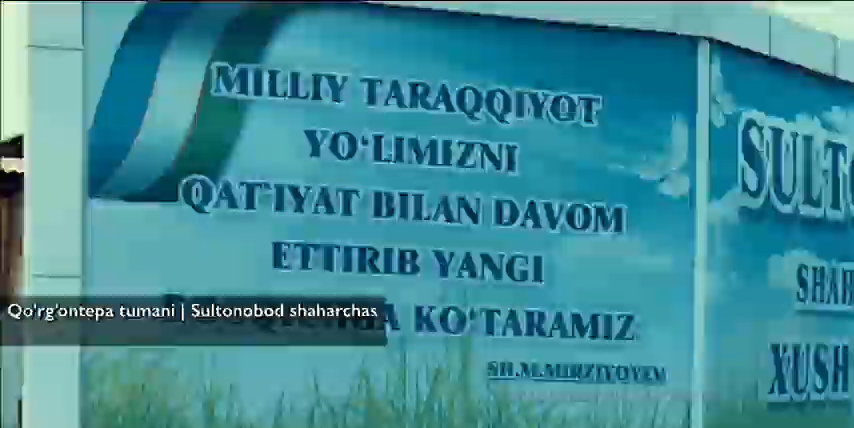 MILLIY TARAQQIYOT
YO‘LIMIZNI
QAT'IYAT BILAN DAVOM
ETTIRIB YANGI
KO‘TARAMIZ
SH.M.MIRZIYOYEV
SULTO
SHAH
XUSH
Qo'rg'ontepa tumani | Sultonobod shaharchas